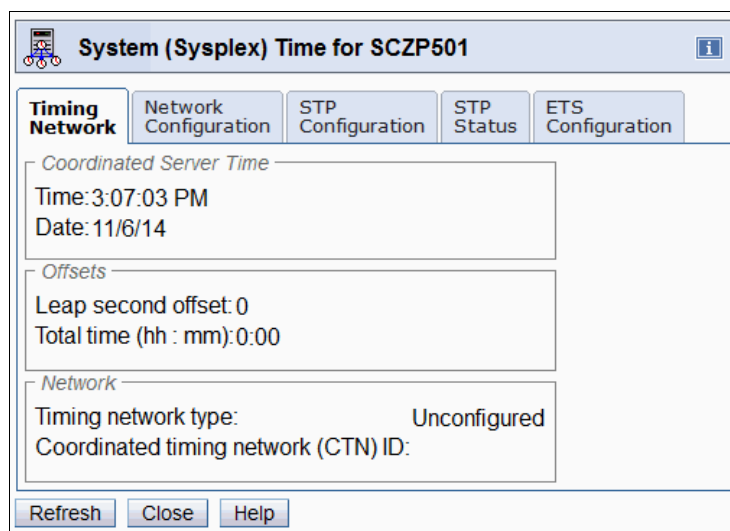 System (Sysplex) Time for SCZP501
i
Timing Network
Network Configuration
STP Configuration
STP Status
ETS Configuration
Coordinated Server Time
Time: 3:07:03 PM
Date: 11/6/14
Offsets
Leap second offset: 0
Total time (hh : mm): 0:00
Network
Timing network type: Unconfigured
Coordinated timing network (CTN) ID:
Refresh Close Help